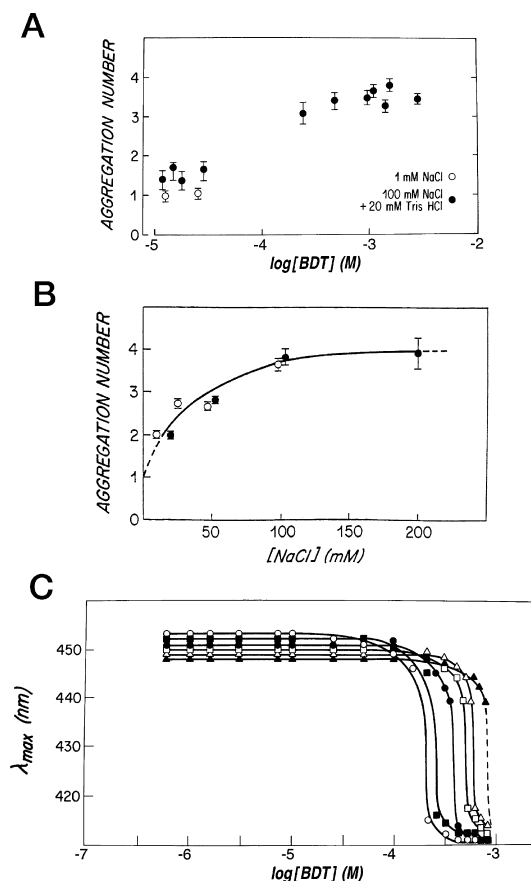 A
AGGREGATION NUMBER
4
3
2
1
0
1 mM NaCl
100 mM NaCl
+20 mM Tris HCl
-5
-4
-3
-2
log[BDT] (M)
B
AGGREGATION NUMBER
4
3
2
1
0
50
100
150
200
[NaCl] (mM)
C
λmax (nm)
450
440
430
420
-7
-6
-5
-4
-3
log[BDT] (M)